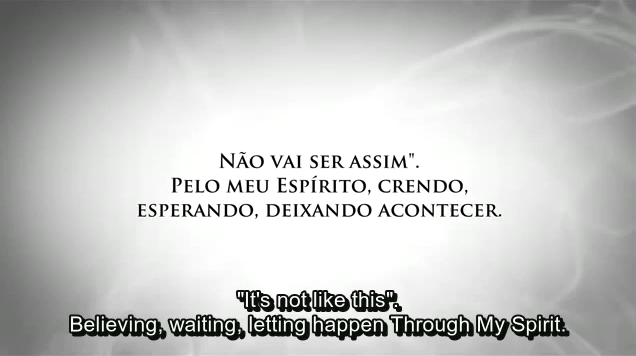 Não vai ser assim".
Pelo meu Espírito, crendo,
esperando, deixando acontecer.
"It's not like this".
Believing, waiting, letting happen Through My Spirit.